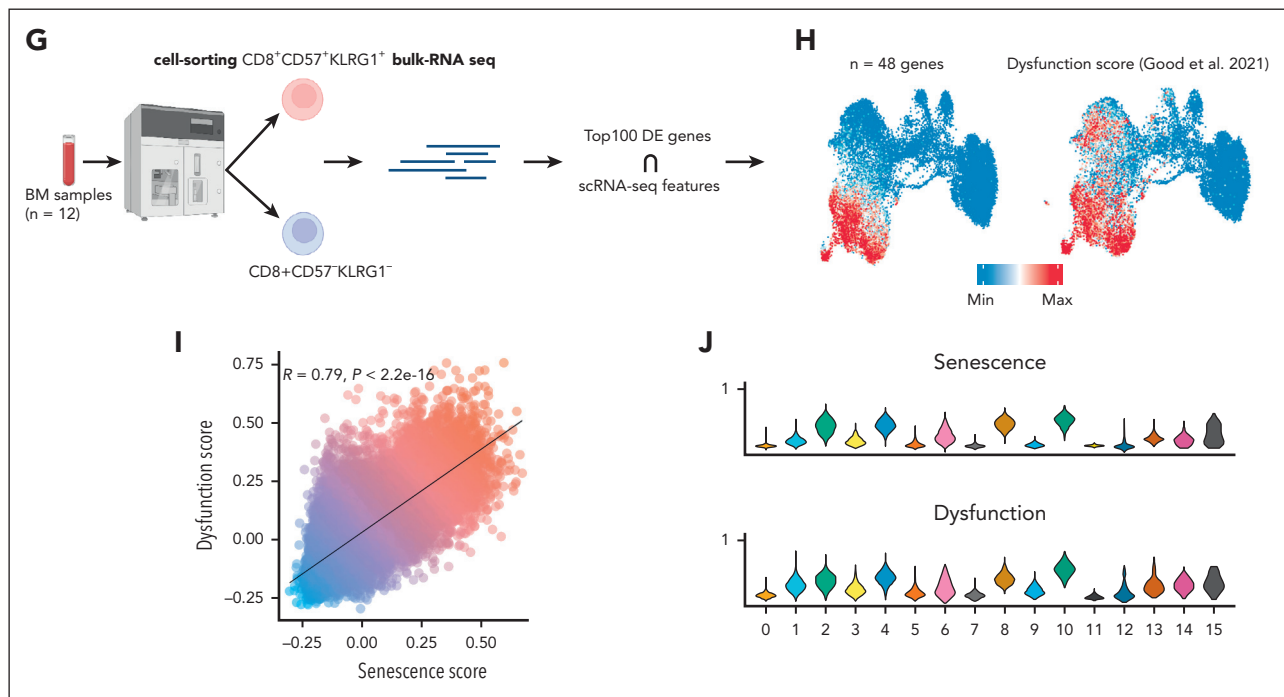 G
cell-sorting CD8⁺CD57⁺KLRG1⁺ bulk-RNA seq
BM samples
(n = 12)
CD8+CD57⁻KLRG1⁻
Top100 DE genes
∩
scRNA-seq features
H
n = 48 genes
Dysfunction score (Good et al. 2021)
Min
Max
I
R = 0.79, P < 2.2e-16
Dysfunction score
0.75
0.50
0.25
0.00
–0.25
–0.25
0.00
0.25
0.50
Senescence score
J
Senescence
1
Dysfunction
1
0 1 2 3 4 5 6 7 8 9 10 11 12 13 14 15